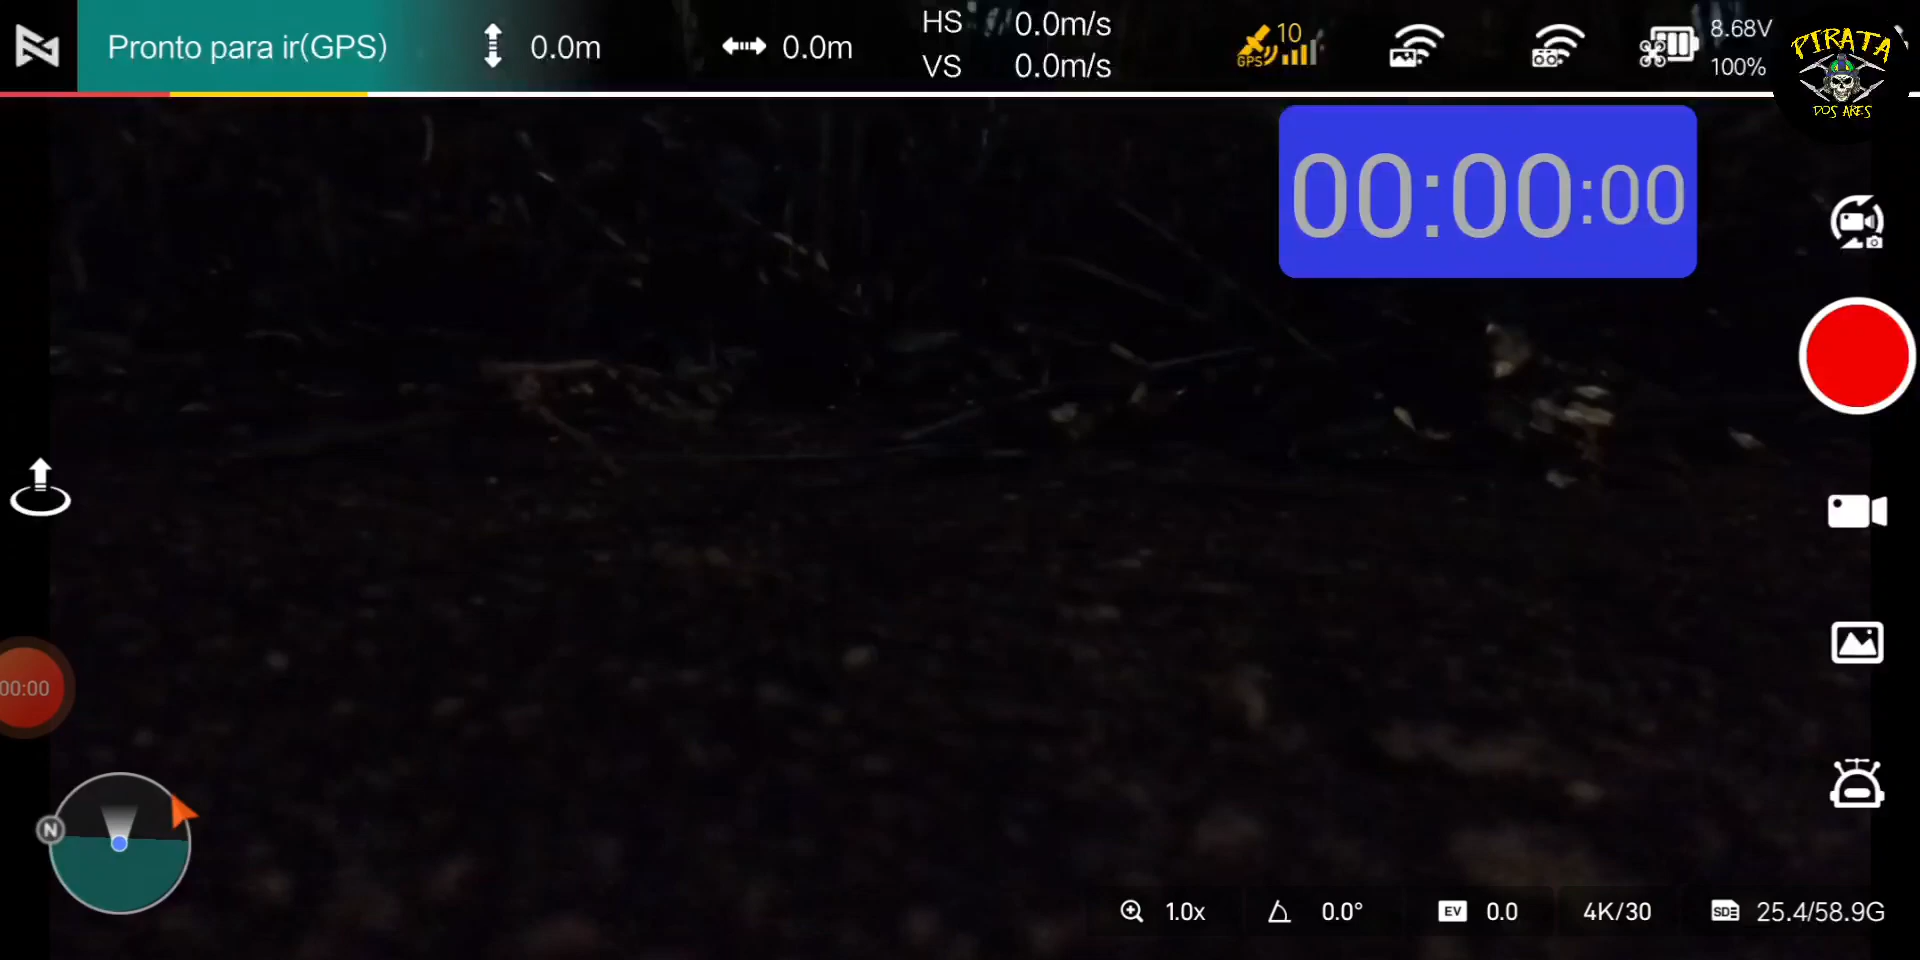 Pronto para ir(GPS)
0.0m
0.0m
HS 0.0m/s
VS 0.0m/s
10
GPS
8.68V
100%
PIRATA
DOS ARES
00:00:00
00:00
N
1.0x
0.0°
EV 0.0
4K/30
SD 25.4/58.9G